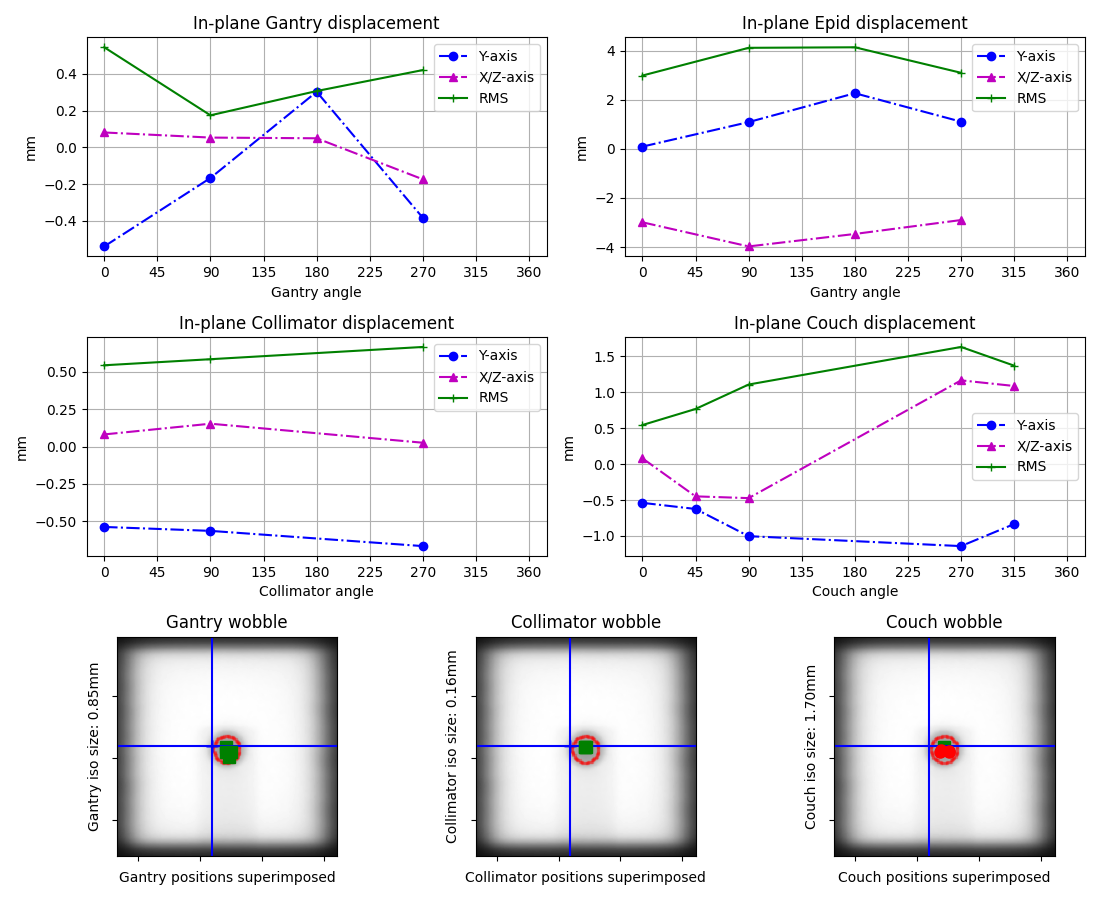 In-plane Gantry displacement
In-plane Epid displacement
mm
0.4
0.2
0.0
−0.2
−0.4
Y-axis
X/Z-axis
RMS
0 45 90 135 180 225 270 315 360
Gantry angle
mm
4
2
0
−2
−4
Y-axis
X/Z-axis
RMS
0 45 90 135 180 225 270 315 360
Gantry angle
In-plane Collimator displacement
In-plane Couch displacement
mm
0.50
0.25
0.00
−0.25
−0.50
Y-axis
X/Z-axis
RMS
0 45 90 135 180 225 270 315 360
Collimator angle
mm
1.5
1.0
0.5
0.0
−0.5
−1.0
Y-axis
X/Z-axis
RMS
0 45 90 135 180 225 270 315 360
Couch angle
Gantry wobble
Collimator wobble
Couch wobble
Gantry iso size: 0.85mm
Collimator iso size: 0.16mm
Couch iso size: 1.70mm
Gantry positions superimposed
Collimator positions superimposed
Couch positions superimposed